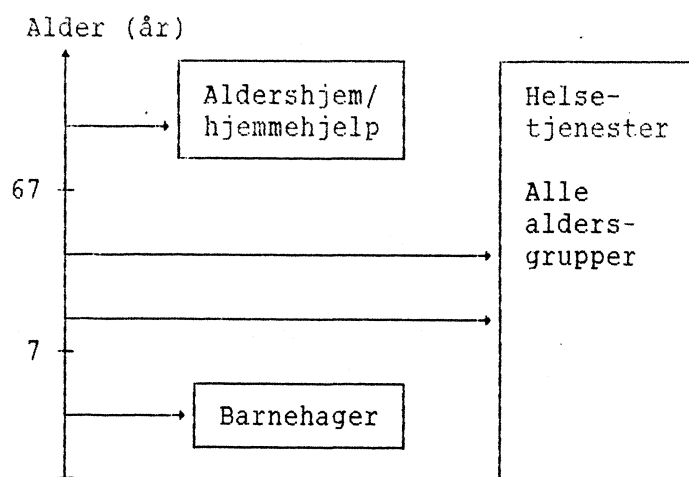 Alder (år)
Aldershjem/
hjemmehjelp
Helse-
tjenester
67
Alle
alders-
grupper
7
Barnehager